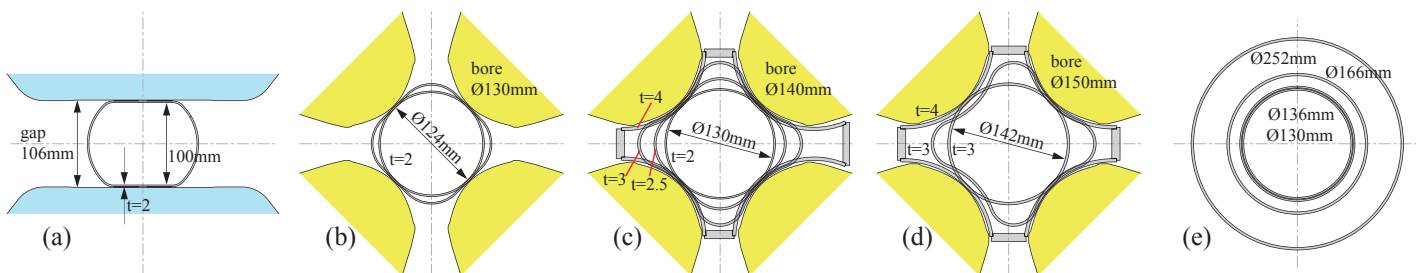 gap
106mm
100mm
t=2
(a)
bore
Ø130mm
Ø124mm
t=2
(b)
bore
Ø140mm
t=4
Ø130mm
t=2
t=3
t=2.5
(c)
bore
Ø150mm
t=4
Ø142mm
t=3
t=3
(d)
Ø252mm
Ø166mm
Ø136mm
Ø130mm
(e)